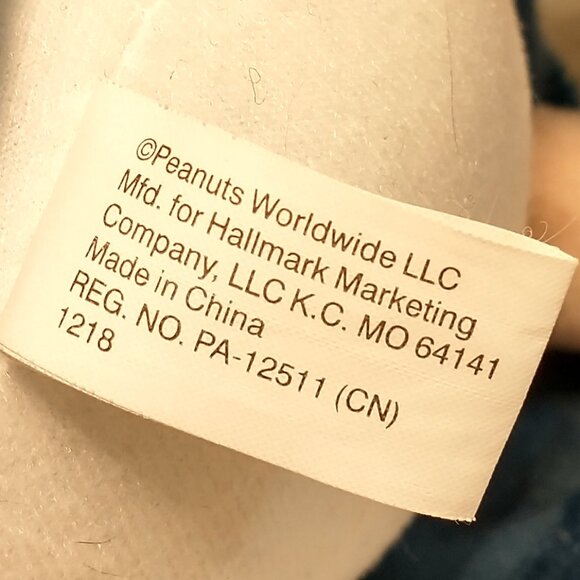 ©Peanuts Worldwide LLC
Mfd. for Hallmark Marketing
Company, LLC K.C. MO 64141
Made in China
REG. NO. PA-12511 (CN)
1218